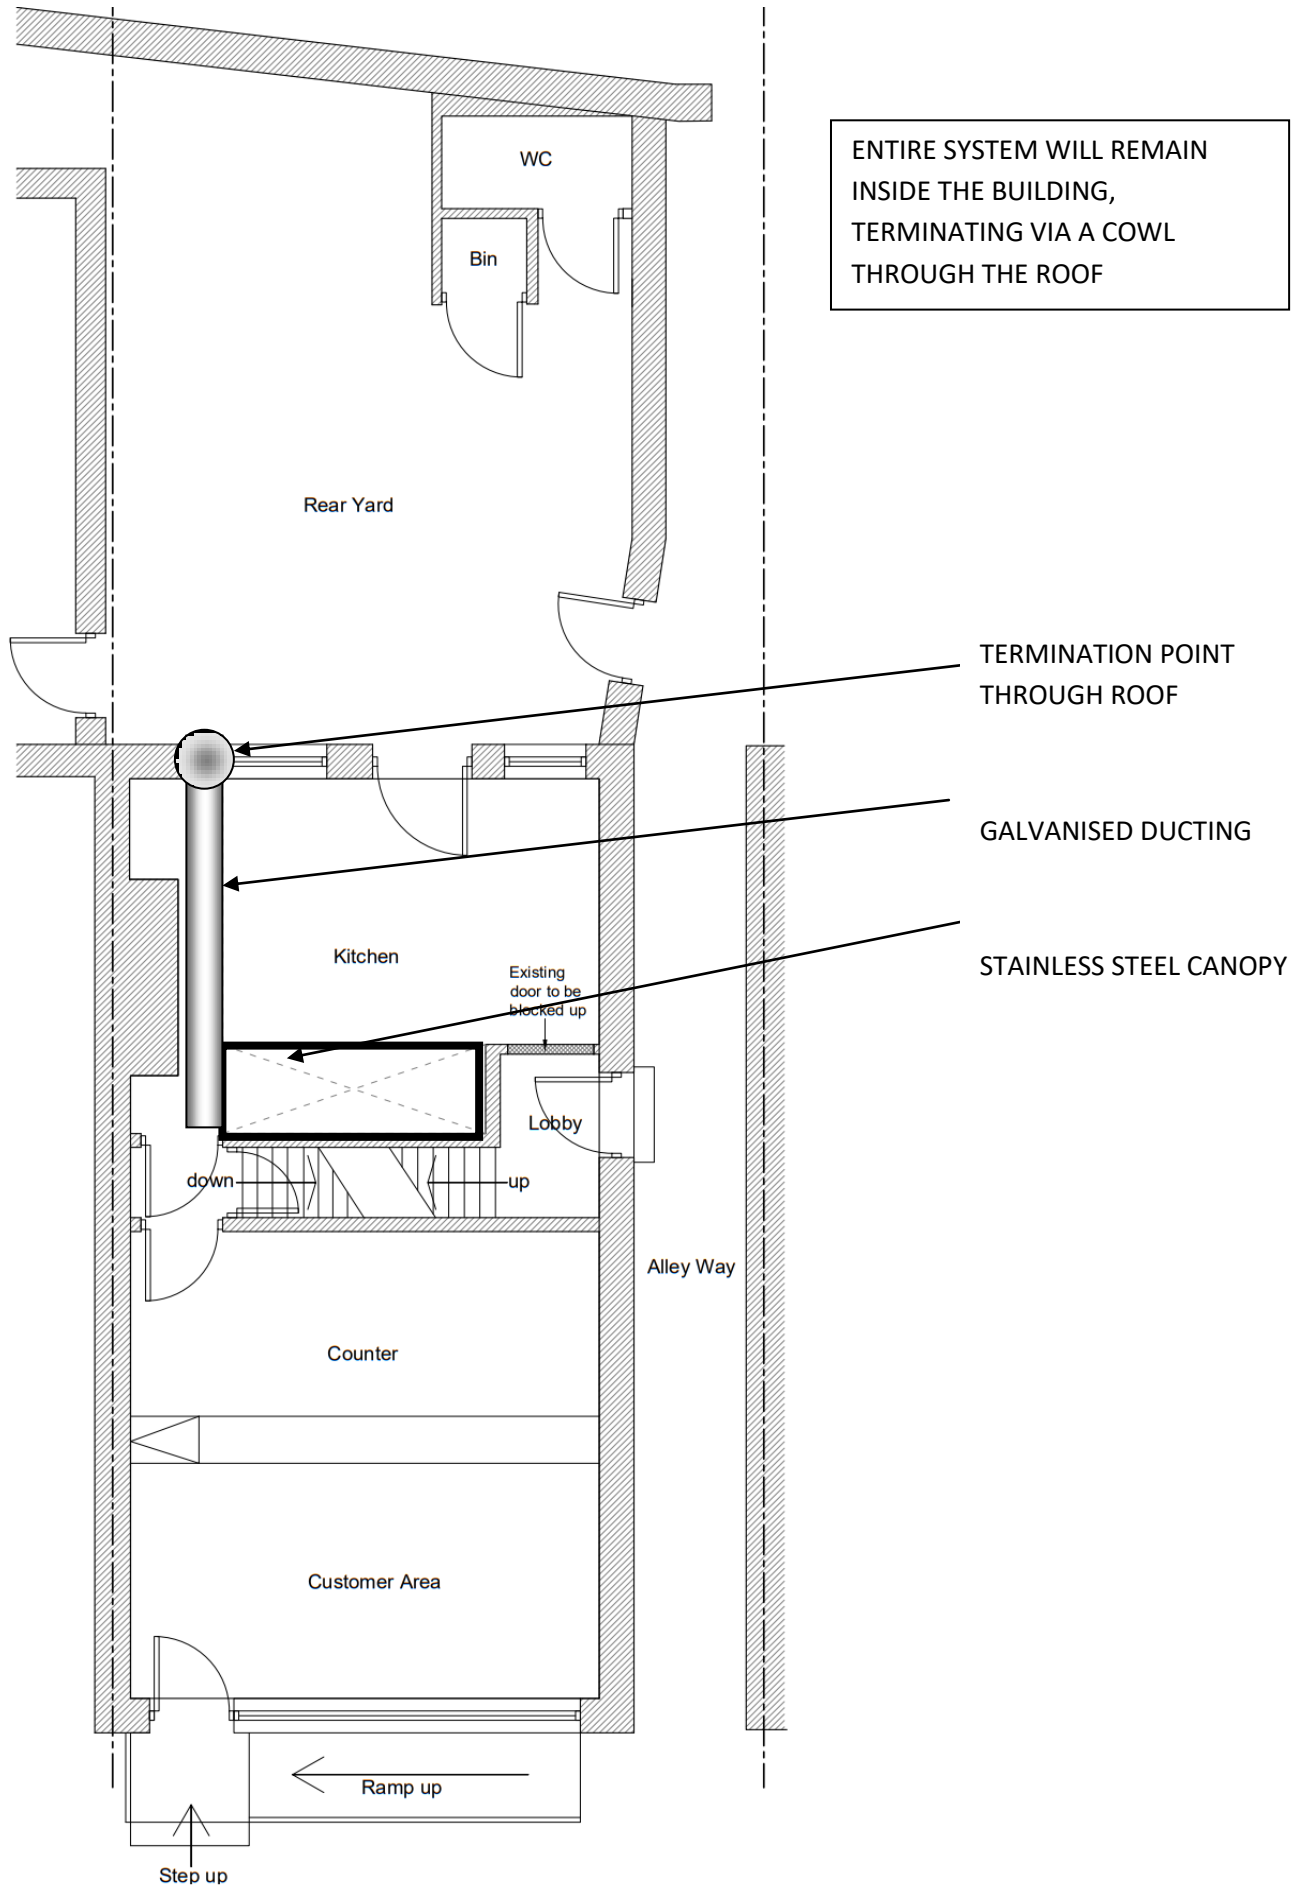 WC
ENTIRE SYSTEM WILL REMAIN
INSIDE THE BUILDING,
TERMINATING VIA A COWL
THROUGH THE ROOF
Bin
Rear Yard
TERMINATION POINT
THROUGH ROOF
GALVANISED DUCTING
Kitchen
STAINLESS STEEL CANOPY
Existing
door to be
blocked up
Lobby
down
up
Alley Way
Counter
Customer Area
Ramp up
Step up